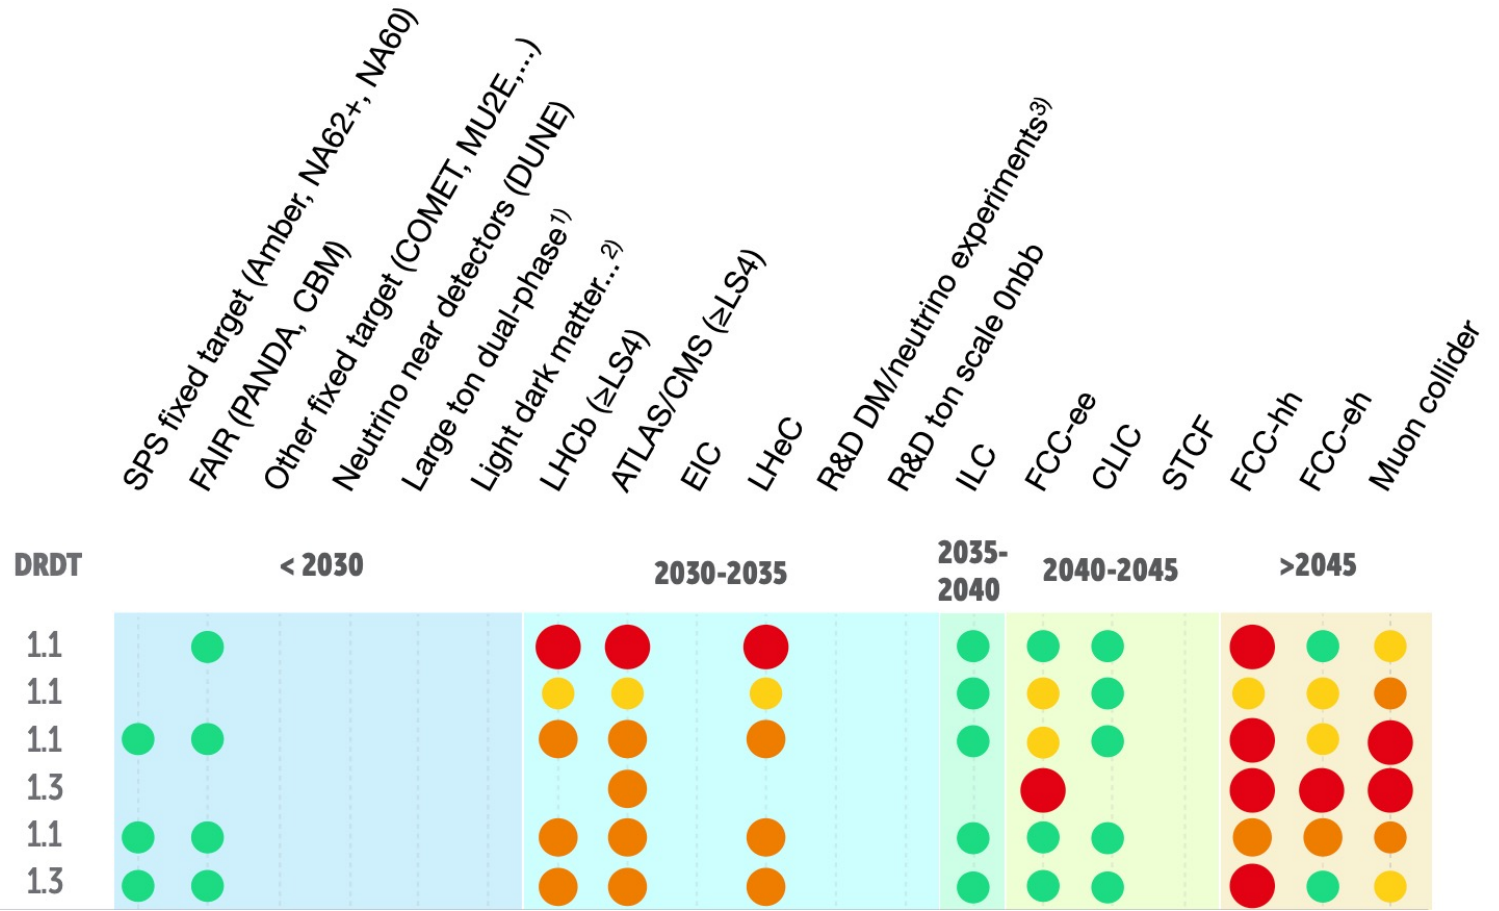 SPS fixed target (Amber, NA62+, NA60)
FAIR (PANDA, CBM)
Other fixed target (COMET, MU2E,...)
Neutrino near detectors (DUNE)
Large ton dual-phase¹⁾
Light dark matter... ²⁾
LHCb (≥LS4)
ATLAS/CMS (≥LS4)
EIC
LHeC
R&D DM/neutrino experiments³⁾
R&D ton scale 0nbb
ILC
FCC-ee
CLIC
STCF
FCC-hh
FCC-eh
Muon collider
DRDT
< 2030
2030-2035
2035-
2040
2040-2045
>2045
1.1
1.1
1.1
1.3
1.1
1.3